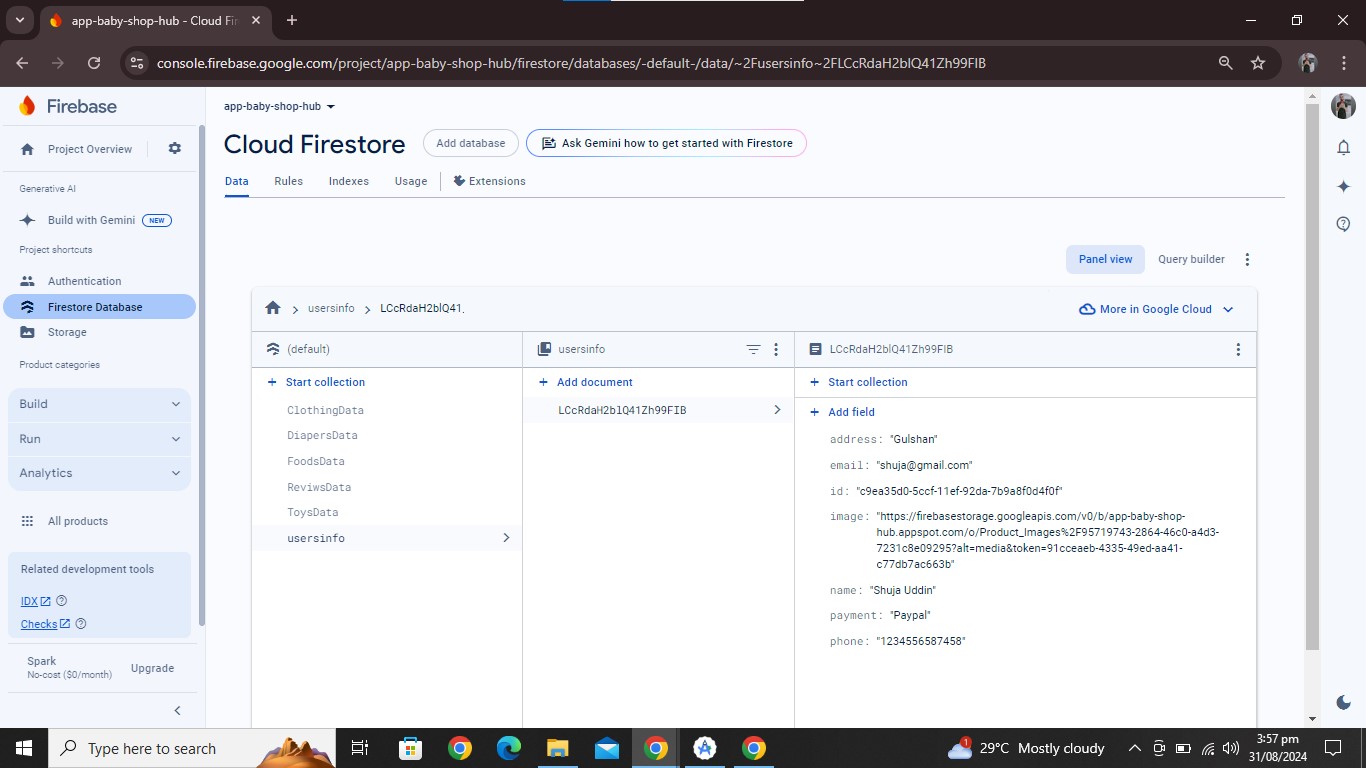 app-baby-shop-hub - Cloud Fir
console.firebase.google.com/project/app-baby-shop-hub/firestore/databases/-default-/data/~2Fusersinfo~2FLCcRdaH2blQ41Zh99FIB
Firebase
Project Overview
Generative AI
Build with Gemini NEW
Project shortcuts
Authentication
Firestore Database
Storage
Product categories
Build
Run
Analytics
All products
Related development tools
IDX
Checks
Spark
No-cost ($0/month)
Upgrade
app-baby-shop-hub
Cloud Firestore
Add database
Ask Gemini how to get started with Firestore
Data Rules Indexes Usage Extensions
Panel view Query builder
usersinfo LCcRdaH2blQ41.
More in Google Cloud
(default)
+ Start collection
ClothingData
DiapersData
FoodsData
ReviwsData
ToysData
usersinfo
usersinfo
+ Add document
LCcRdaH2blQ41Zh99FIB
LCcRdaH2blQ41Zh99FIB
+ Start collection
+ Add field
address: "Gulshan"
email: "shuja@gmail.com"
id: "c9ea35d0-5ccf-11ef-92da-7b9a8f0d4f0f"
image: "https://firebasestorage.googleapis.com/v0/b/app-baby-shop-
hub.appspot.com/o/Product_Images%2F95719743-2864-46c0-a4d3-
7231c8e09295?alt=media&token=91cceaeb-4335-49ed-aa41-
c77db7ac663b"
name: "Shuja Uddin"
payment: "Paypal"
phone: "1234556587458"
Type here to search
1
29°C Mostly cloudy
3:57 pm
31/08/2024